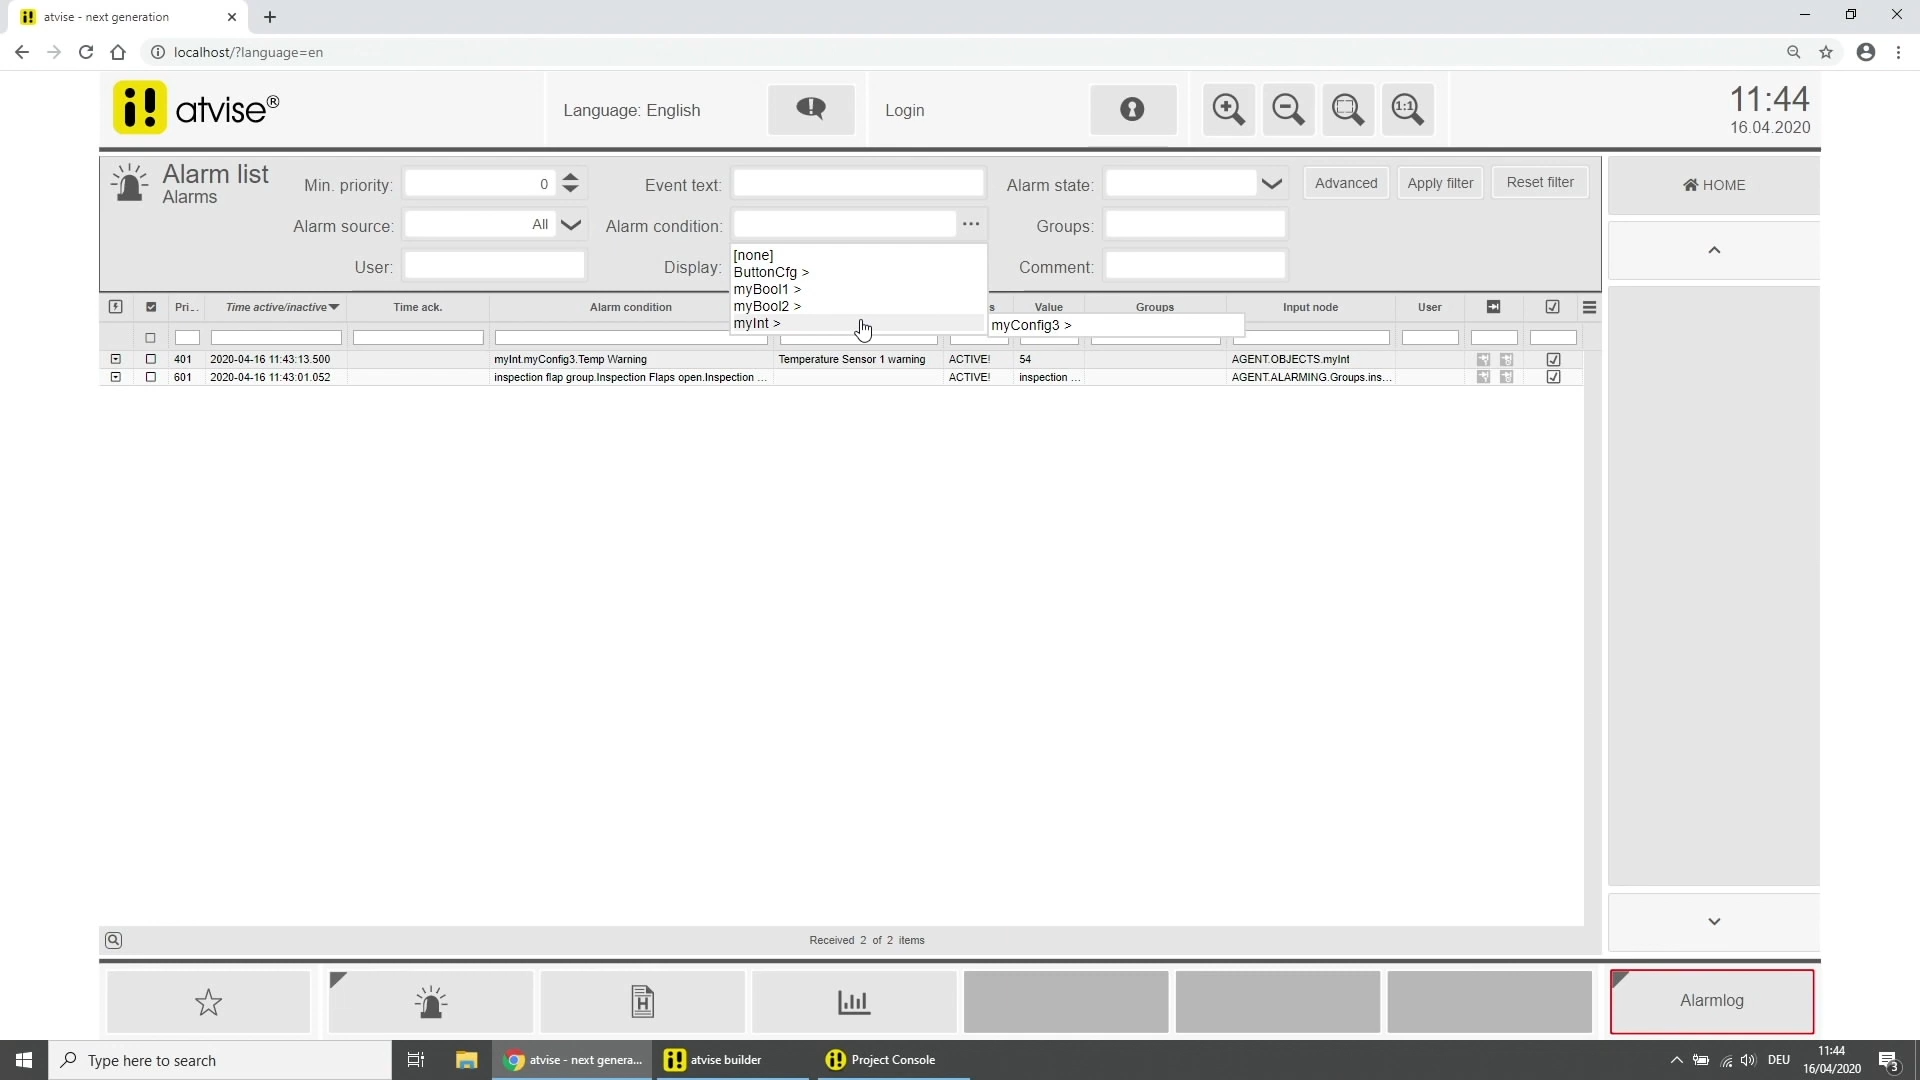 atvise - next generation
localhost/?language=en
i!
atvise®
Language: English
Login
1:1
11:44
16.04.2020
Alarm list
Alarms
Min. priority: 0
Event text:
Alarm state:
Advanced
Apply filter
Reset filter
HOME
Alarm source: All
Alarm condition: ...
Groups:
User:
Display:
Comment:
[none]
ButtonCfg >
myBool1 >
myBool2 >
myInt >
myConfig3 >
Pri... Time active/inactive Time ack. Alarm condition s Value Groups Input node User
401 2020-04-16 11:43:13.500 myInt.myConfig3.Temp Warning Temperature Sensor 1 warning ACTIVE! 54 AGENT.OBJECTS.myInt
601 2020-04-16 11:43:01.052 inspection flap group.Inspection Flaps open.Inspection ... ACTIVE! inspection ... AGENT.ALARMING.Groups.ins...
Received 2 of 2 items
H
Alarmlog
Type here to search
atvise - next genera...
atvise builder
Project Console
DEU
11:44
16/04/2020
3